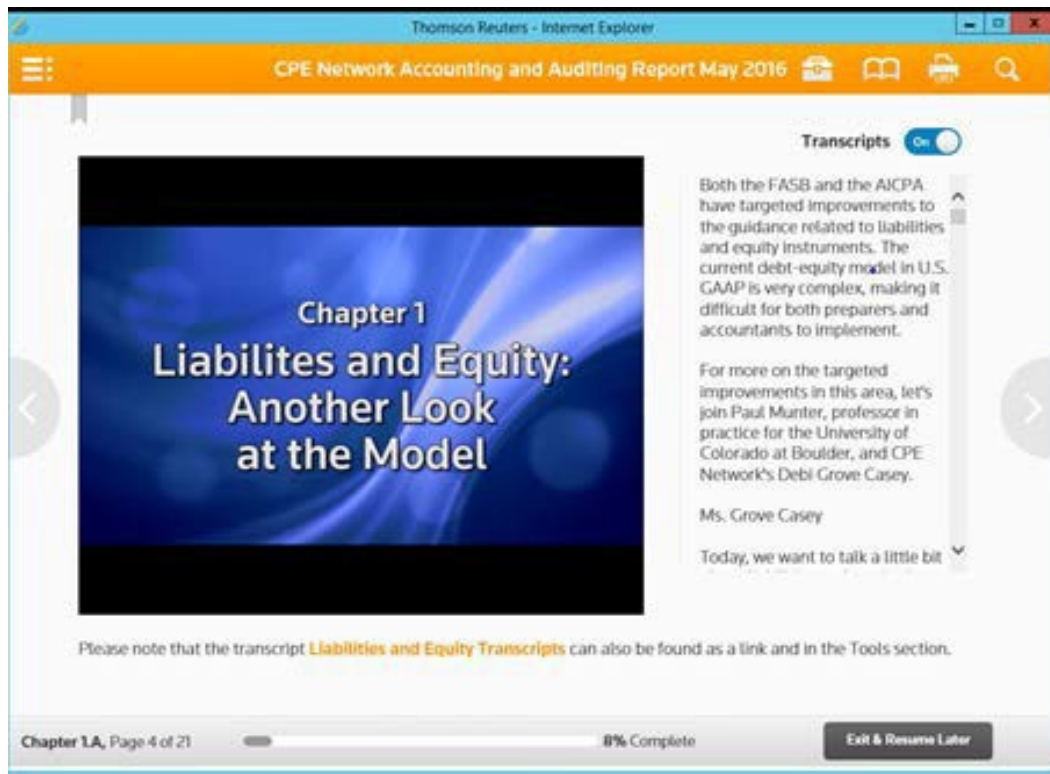 Thomson Reuters - Internet Explorer
CPE Network Accounting and Auditing Report May 2016
Transcripts On
Chapter 1
Liabilites and Equity:
Another Look
at the Model
Both the FASB and the AICPA
have targeted improvements to
the guidance related to liabilities
and equity instruments. The
current debt-equity model in U.S.
GAAP is very complex, making it
difficult for both preparers and
accountants to implement.
For more on the targeted
improvements in this area, let's
join Paul Munter, professor in
practice for the University of
Colorado at Boulder, and CPE
Network's Debi Grove Casey.
Ms. Grove Casey
Today, we want to talk a little bit
Please note that the transcript Liabilities and Equity Transcripts can also be found as a link and in the Tools section.
Chapter 1.A, Page 4 of 21
8% Complete
Exit & Resume Later